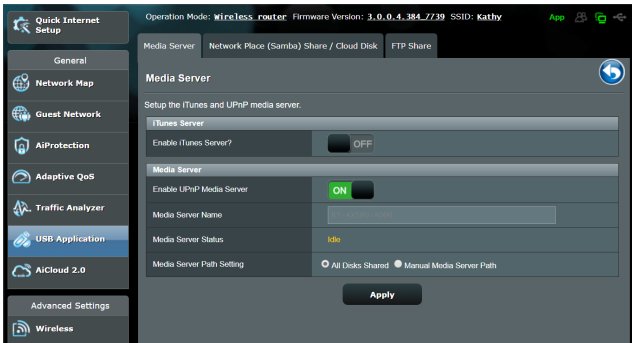 Quick Internet
Setup
Operation Mode: Wireless router Firmware Version: 3.0.0.4.384_7739 SSID: Kathy
App
Media Server
Network Place (Samba) Share / Cloud Disk
FTP Share
General
Network Map
Guest Network
AiProtection
Adaptive QoS
Traffic Analyzer
USB Application
AiCloud 2.0
Advanced Settings
Wireless
Media Server
Setup the iTunes and UPnP media server.
iTunes Server
Enable iTunes Server?
OFF
Media Server
Enable UPnP Media Server
ON
Media Server Name
Media Server Status
Idle
Media Server Path Setting
All Disks Shared
Manual Media Server Path
Apply